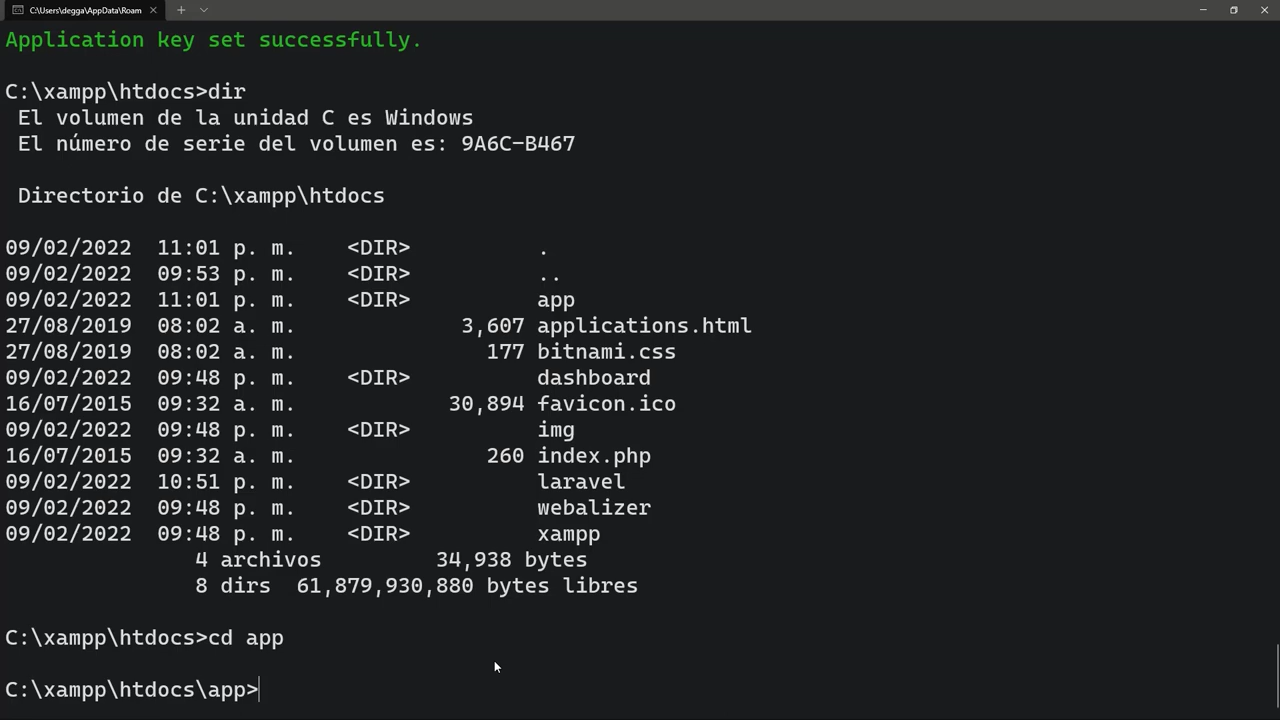 C:\Users\degga\AppData\Roam
Application key set successfully.
C:\xampp\htdocs>dir
El volumen de la unidad C es Windows
El número de serie del volumen es: 9A6C-B467
Directorio de C:\xampp\htdocs
09/02/2022  11:01 p. m.    <DIR>          .
09/02/2022  09:53 p. m.    <DIR>          ..
09/02/2022  11:01 p. m.    <DIR>          app
27/08/2019  08:02 a. m.             3,607 applications.html
27/08/2019  08:02 a. m.               177 bitnami.css
09/02/2022  09:48 p. m.    <DIR>          dashboard
16/07/2015  09:32 a. m.            30,894 favicon.ico
09/02/2022  09:48 p. m.    <DIR>          img
16/07/2015  09:32 a. m.               260 index.php
09/02/2022  10:51 p. m.    <DIR>          laravel
09/02/2022  09:48 p. m.    <DIR>          webalizer
09/02/2022  09:48 p. m.    <DIR>          xampp
4 archivos         34,938 bytes
8 dirs  61,879,930,880 bytes libres
C:\xampp\htdocs>cd app
C:\xampp\htdocs\app>